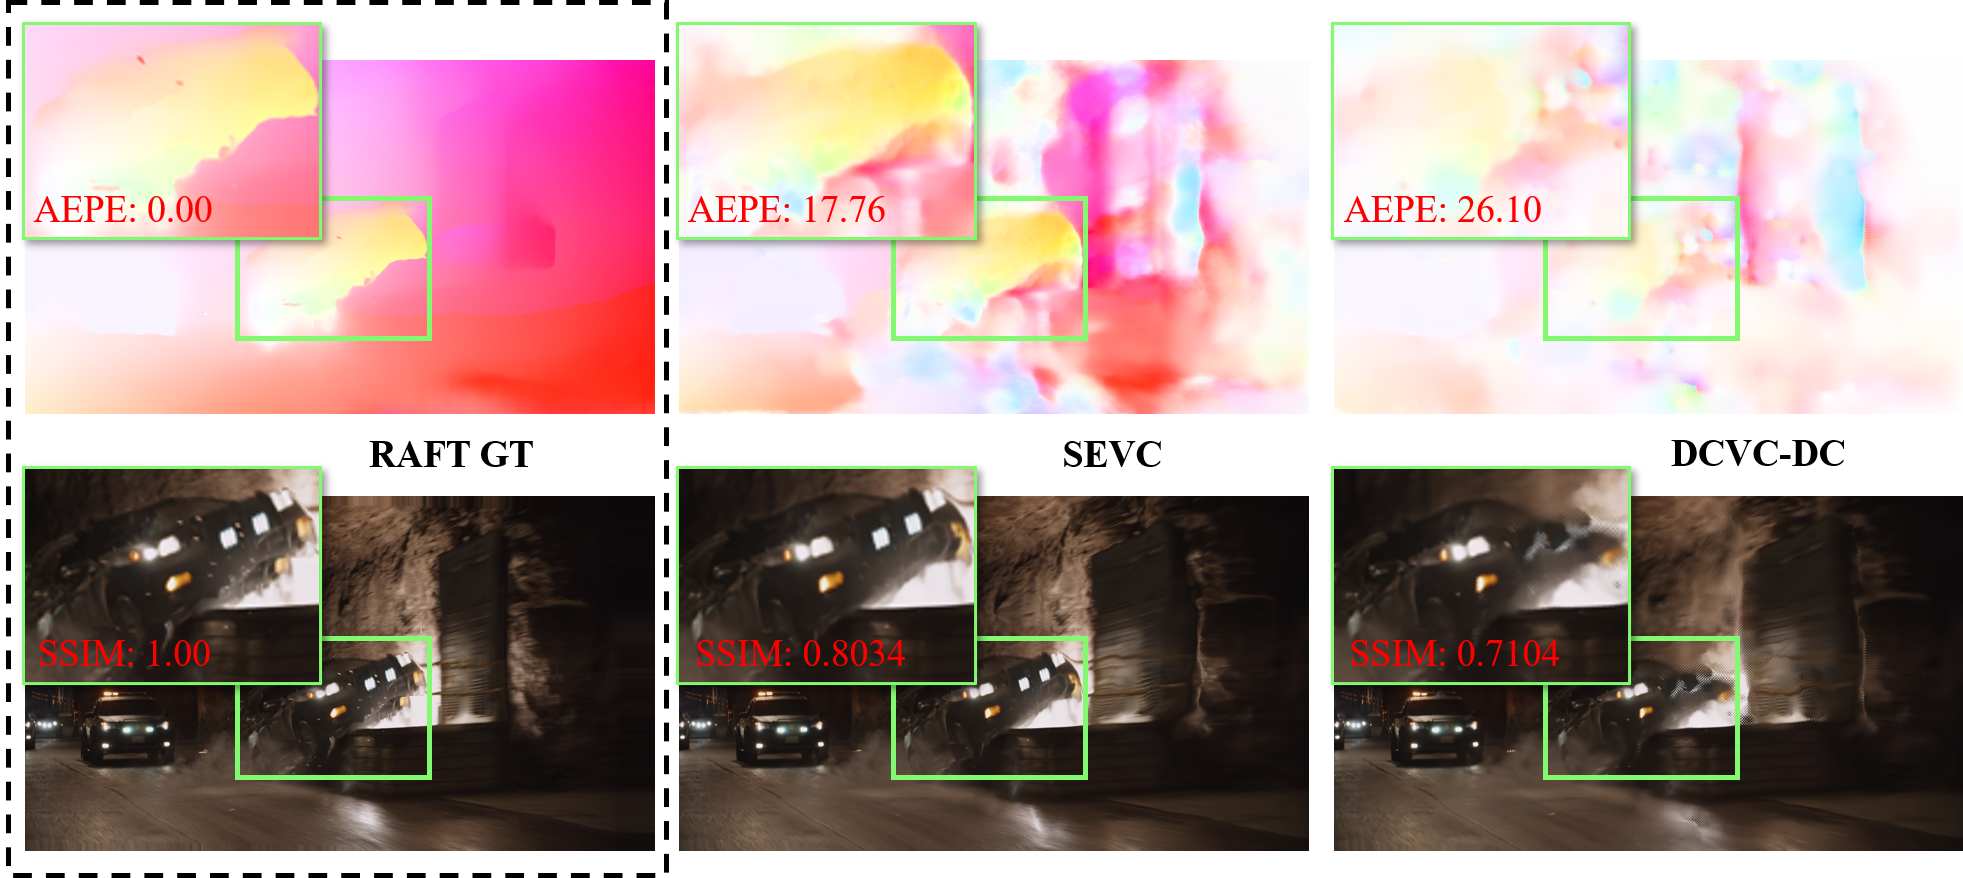 AEPE: 0.00
AEPE: 17.76
AEPE: 26.10
RAFT GT
SEVC
DCVC-DC
SSIM: 1.00
SSIM: 0.8034
SSIM: 0.7104